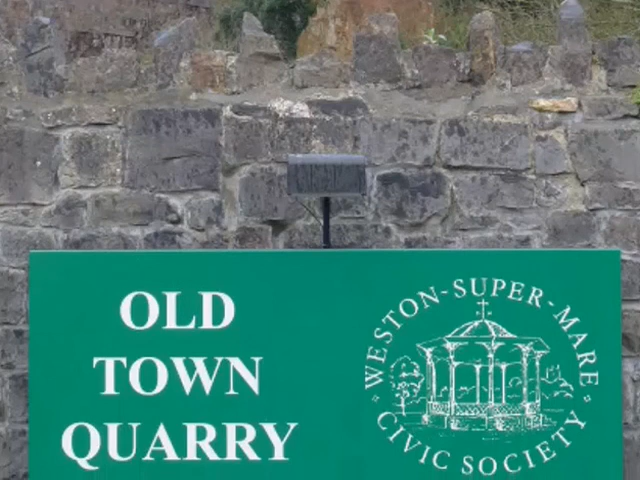 OLD
TOWN
QUARRY
WESTON-SUPER-MARE
CIVIC SOCIETY